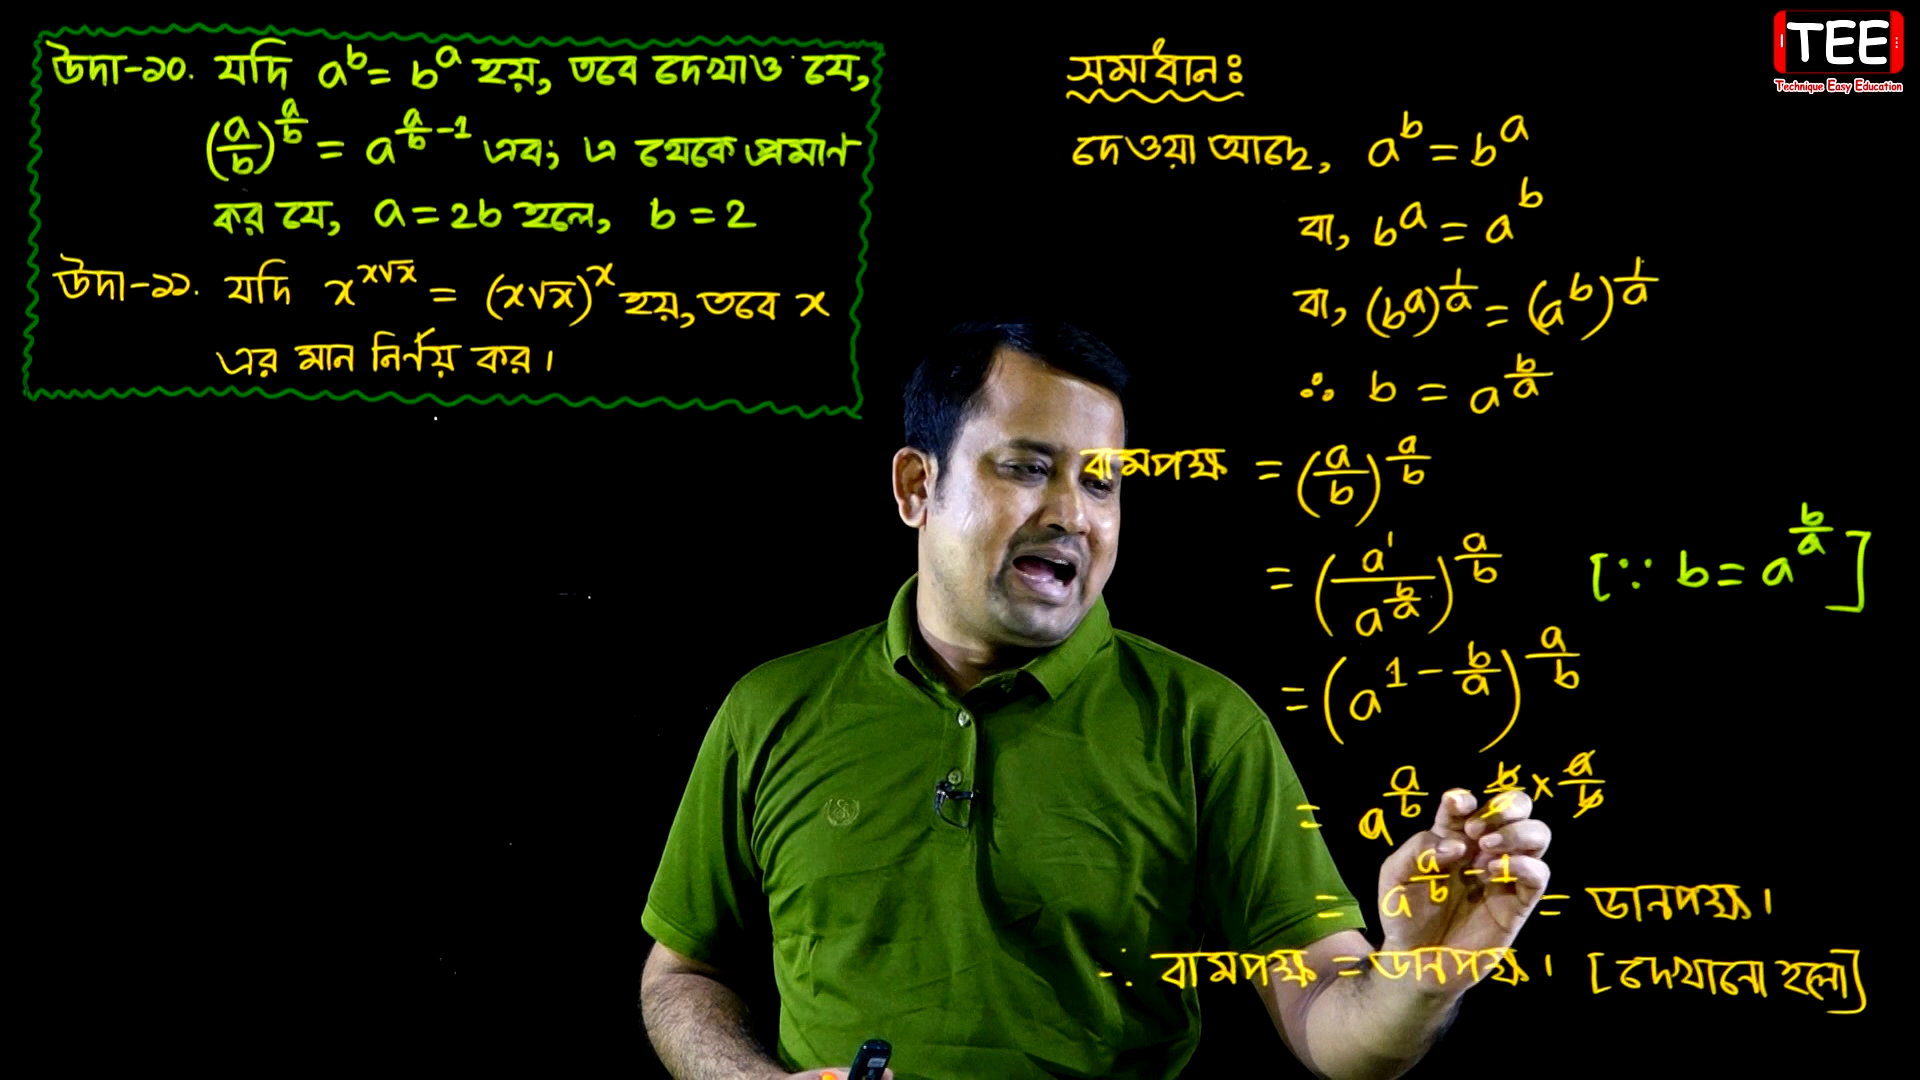 উদা-১০. যদি a^b = b^a হয়, তবে দেখাও যে,
(a/b)^(a/b) = a^(a/b - 1) এবং এ থেকে প্রমাণ
কর যে, a = 2b হলে, b = 2
উদা-১১. যদি x^(x√x) = (x√x)^x হয়, তবে x
এর মান নির্ণয় কর।
TEE
Technique Easy Education
সমাধানঃ
দেওয়া আছে, a^b = b^a
বা, b^a = a^b
বা, (b^a)^(1/a) = (a^b)^(1/a)
∴ b = a^(b/a)
বামপক্ষ = (a/b)^(a/b)
= (a^1/a^(b/a))^(a/b) [∵ b = a^(b/a)]
= (a^(1 - b/a))^(a/b)
= a^(a/b - b/a × a/b)
= a^(a/b - 1) = ডানপক্ষ।
∴ বামপক্ষ = ডানপক্ষ। [দেখানো হলো]